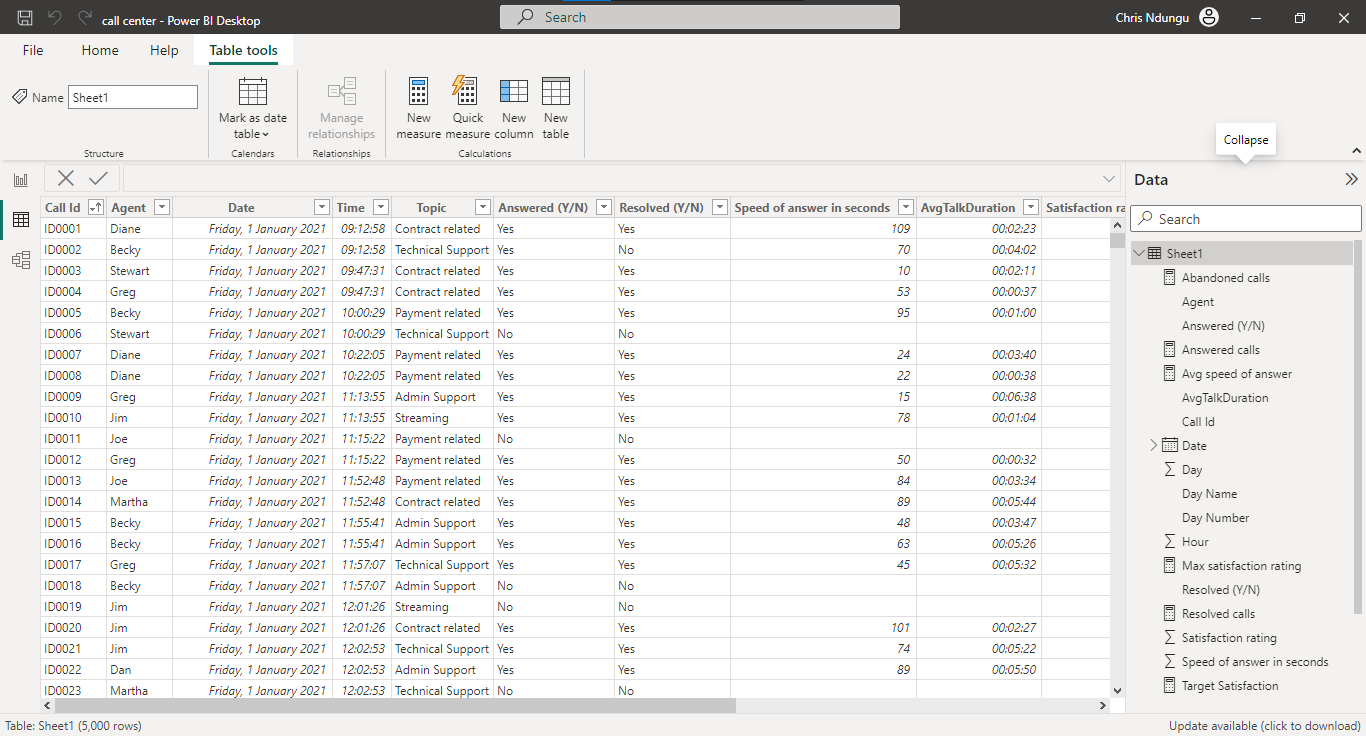 call center - Power BI Desktop
Search
Chris Ndungu
File Home Help Table tools
Name Sheet1
Mark as date table
Manage relationships
New measure
Quick measure
New column
New table
Structure Calendars Relationships Calculations
Collapse
Call Id Agent Date Time Topic Answered (Y/N) Resolved (Y/N) Speed of answer in seconds AvgTalkDuration Satisfaction ra
ID0001 Diane Friday, 1 January 2021 09:12:58 Contract related Yes Yes 109 00:02:23
ID0002 Becky Friday, 1 January 2021 09:12:58 Technical Support Yes No 70 00:04:02
ID0003 Stewart Friday, 1 January 2021 09:47:31 Contract related Yes Yes 10 00:02:11
ID0004 Greg Friday, 1 January 2021 09:47:31 Contract related Yes Yes 53 00:00:37
ID0005 Becky Friday, 1 January 2021 10:00:29 Payment related Yes Yes 95 00:01:00
ID0006 Stewart Friday, 1 January 2021 10:00:29 Technical Support No No
ID0007 Diane Friday, 1 January 2021 10:22:05 Payment related Yes Yes 24 00:03:40
ID0008 Diane Friday, 1 January 2021 10:22:05 Payment related Yes Yes 22 00:00:38
ID0009 Greg Friday, 1 January 2021 11:13:55 Admin Support Yes Yes 15 00:06:38
ID0010 Jim Friday, 1 January 2021 11:13:55 Streaming Yes Yes 78 00:01:04
ID0011 Joe Friday, 1 January 2021 11:15:22 Payment related No No
ID0012 Greg Friday, 1 January 2021 11:15:22 Payment related Yes Yes 50 00:00:32
ID0013 Joe Friday, 1 January 2021 11:52:48 Payment related Yes Yes 84 00:03:34
ID0014 Martha Friday, 1 January 2021 11:52:48 Contract related Yes Yes 89 00:05:44
ID0015 Becky Friday, 1 January 2021 11:55:41 Admin Support Yes Yes 48 00:03:47
ID0016 Becky Friday, 1 January 2021 11:55:41 Admin Support Yes Yes 63 00:05:26
ID0017 Greg Friday, 1 January 2021 11:57:07 Technical Support Yes Yes 45 00:05:32
ID0018 Becky Friday, 1 January 2021 11:57:07 Admin Support No No
ID0019 Jim Friday, 1 January 2021 12:01:26 Streaming No No
ID0020 Jim Friday, 1 January 2021 12:01:26 Contract related Yes Yes 101 00:02:27
ID0021 Jim Friday, 1 January 2021 12:02:53 Technical Support Yes Yes 74 00:05:22
ID0022 Dan Friday, 1 January 2021 12:02:53 Admin Support Yes Yes 89 00:05:50
ID0023 Martha Friday, 1 January 2021 12:02:53 Technical Support No No
Data
Search
Sheet1
Abandoned calls
Agent
Answered (Y/N)
Answered calls
Avg speed of answer
AvgTalkDuration
Call Id
Date
Day
Day Name
Day Number
Hour
Max satisfaction rating
Resolved (Y/N)
Resolved calls
Satisfaction rating
Speed of answer in seconds
Target Satisfaction
Table: Sheet1 (5,000 rows)
Update available (click to download)